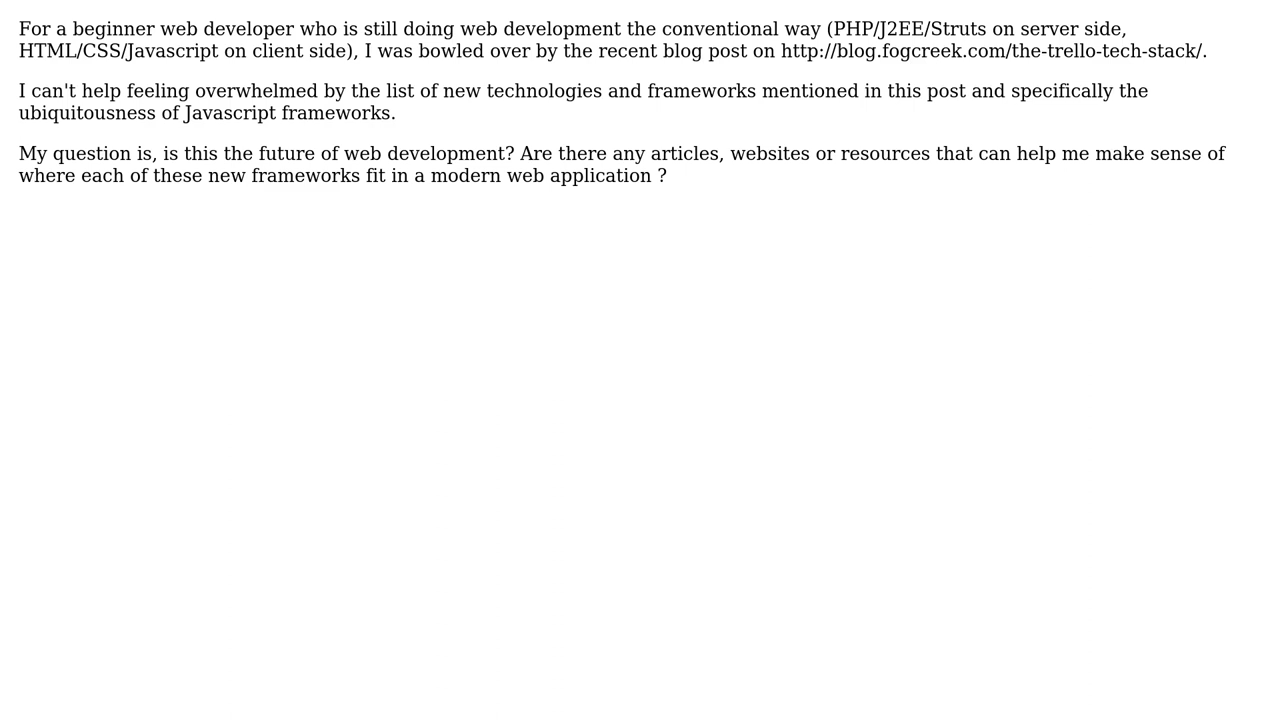 For a beginner web developer who is still doing web development the conventional way (PHP/J2EE/Struts on server side,
HTML/CSS/Javascript on client side), I was bowled over by the recent blog post on http://blog.fogcreek.com/the-trello-tech-stack/.
I can't help feeling overwhelmed by the list of new technologies and frameworks mentioned in this post and specifically the
ubiquitousness of Javascript frameworks.
My question is, is this the future of web development? Are there any articles, websites or resources that can help me make sense of
where each of these new frameworks fit in a modern web application ?